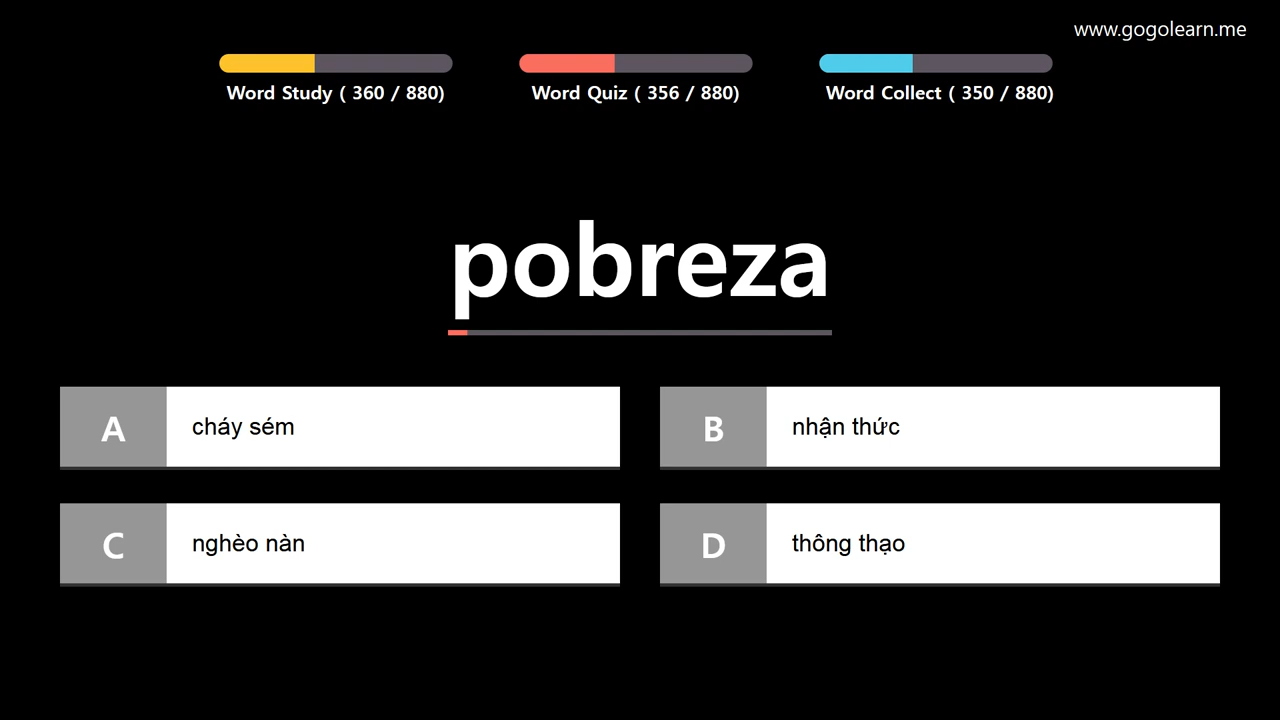 www.gogolearn.me
Word Study ( 360 / 880)
Word Quiz ( 356 / 880)
Word Collect ( 350 / 880)
pobreza
A cháy sém
B nhận thức
C nghèo nàn
D thông thạo